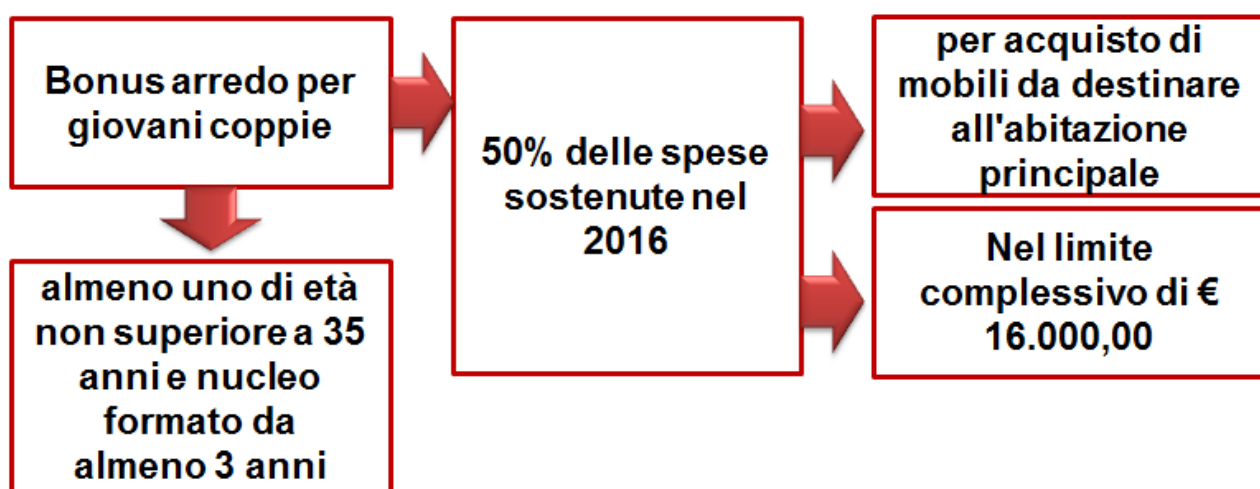 Bonus arredo per
giovani coppie
almeno uno di età
non superiore a 35
anni e nucleo
formato da
almeno 3 anni
50% delle spese
sostenute nel
2016
per acquisto di
mobili da destinare
all'abitazione
principale
Nel limite
complessivo di €
16.000,00